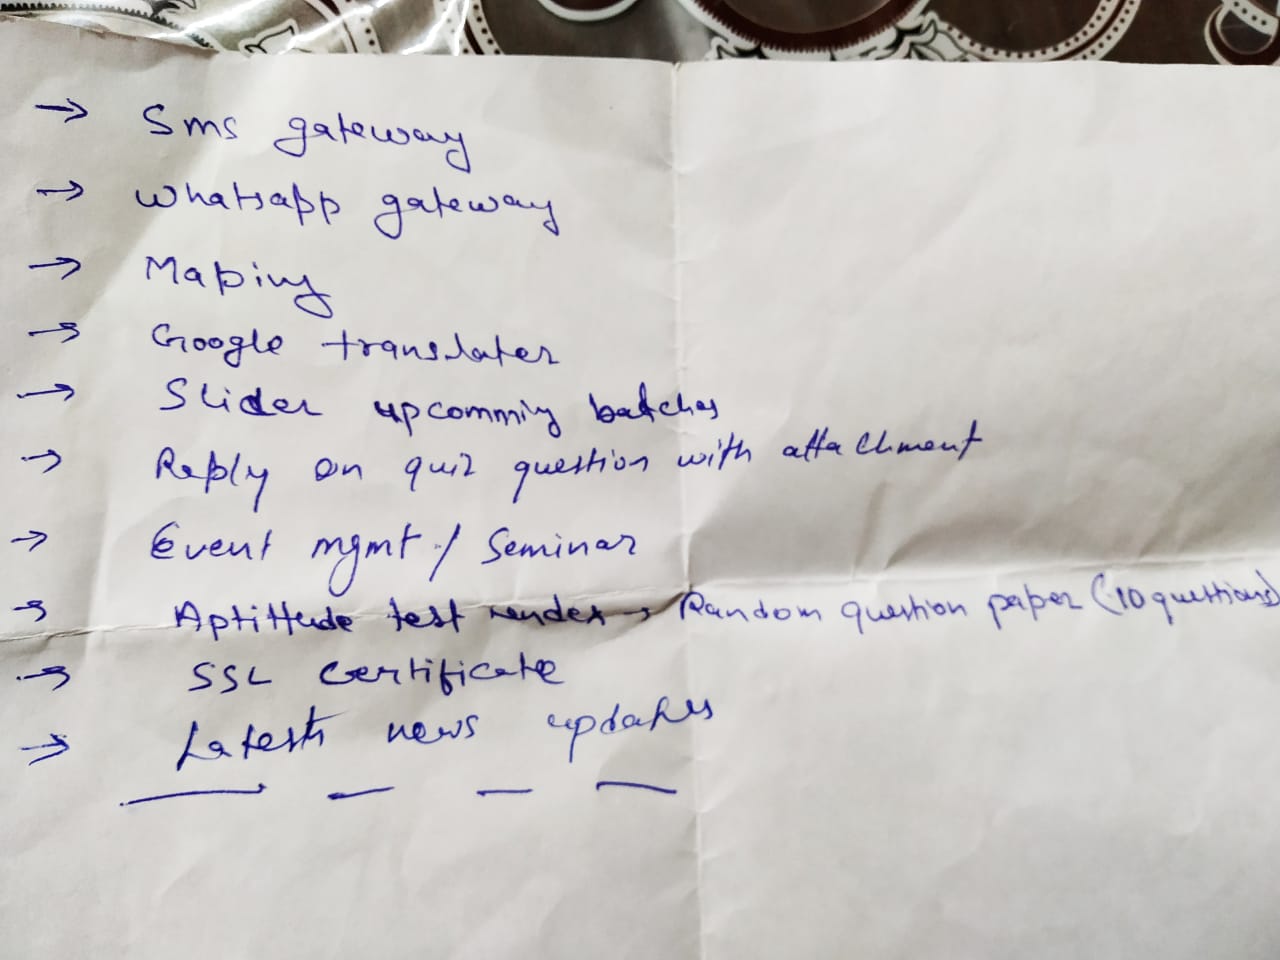 → Sms gateway
→ Whatsapp gateway
→ Maping
→ Google translater
→ Slider upcomming batches
→ Reply on quiz question with attachment
→ Event mgmt / Seminar
→ Aptitude test → Random question paper (10 questions)
→ SSL Certificate
→ Latest news updates